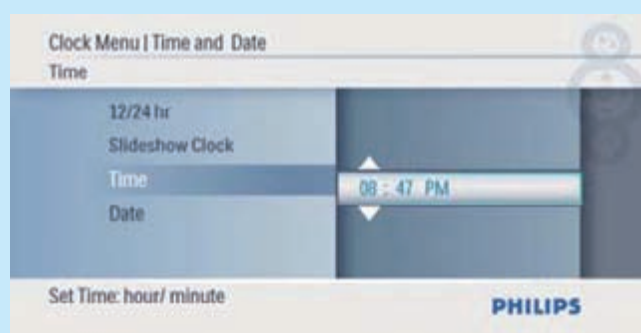 Clock Menu | Time and Date
Time
12/24 hr
Slideshow Clock
Time
08 : 47 PM
Date
Set Time: hour/ minute
PHILIPS